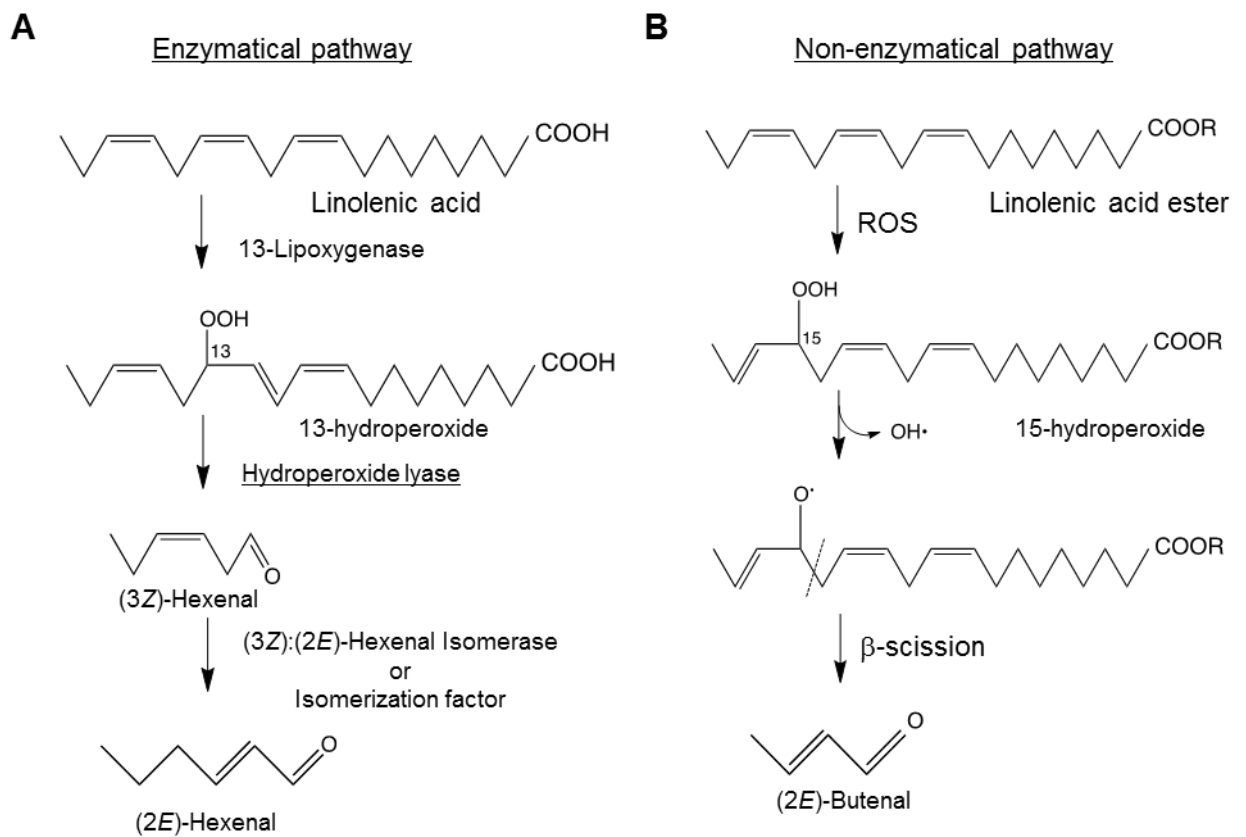 A
Enzymatical pathway
COOH
Linolenic acid
13-Lipoxygenase
OOH
13
COOH
13-hydroperoxide
Hydroperoxide lyase
O
(3Z)-Hexenal
(3Z):(2E)-Hexenal Isomerase
or
Isomerization factor
O
(2E)-Hexenal
B
Non-enzymatical pathway
COOR
Linolenic acid ester
ROS
OOH
15
COOR
OH•
15-hydroperoxide
O•
COOR
β-scission
O
(2E)-Butenal